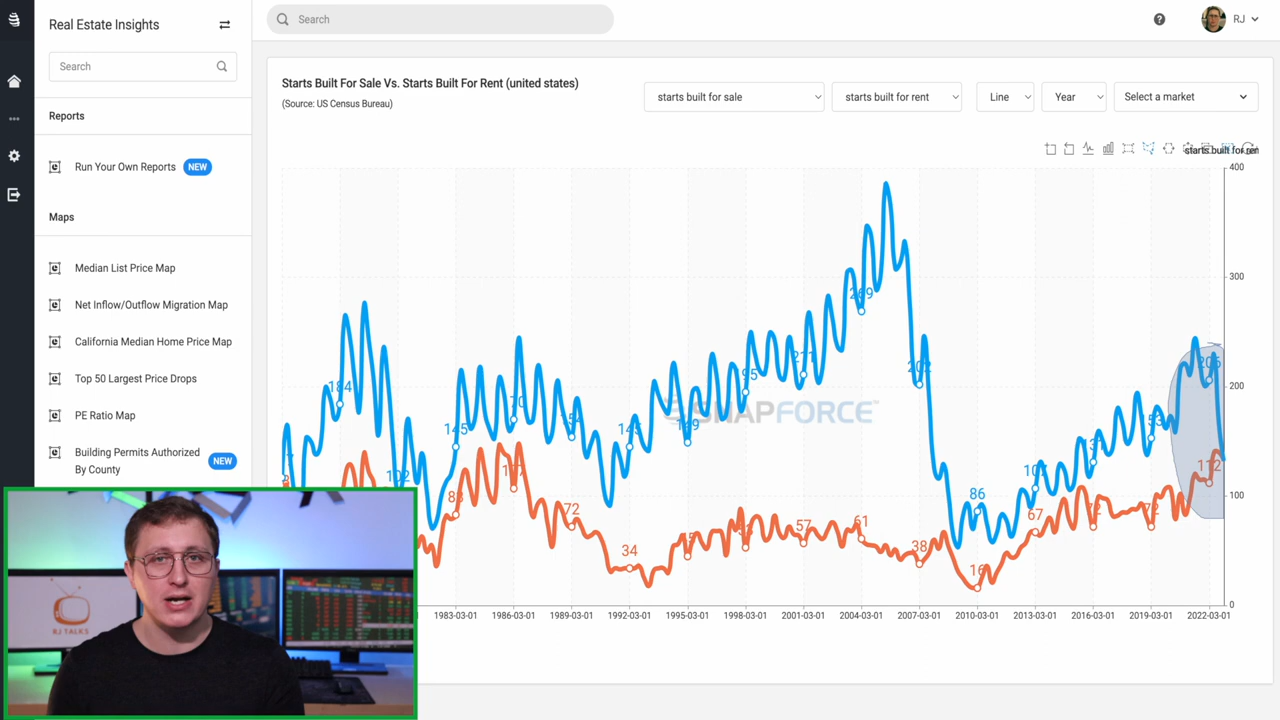 Real Estate Insights
Search
Reports
Run Your Own Reports NEW
Maps
Median List Price Map
Net Inflow/Outflow Migration Map
California Median Home Price Map
Top 50 Largest Price Drops
PE Ratio Map
Building Permits Authorized
By County NEW
Search
RJ
Starts Built For Sale Vs. Starts Built For Rent (united states)
(Source: US Census Bureau)
starts built for sale
starts built for rent
Line
Year
Select a market
400
300
200
100
0
184
102
145
145
269
202
86
206
83
72
34
57
61
38
16
67
112
SNAPFORCE™
1983-03-01
1986-03-01
1989-03-01
1992-03-01
1995-03-01
1998-03-01
2001-03-01
2004-03-01
2007-03-01
2010-03-01
2013-03-01
2016-03-01
2019-03-01
2022-03-01
RJ TALKS